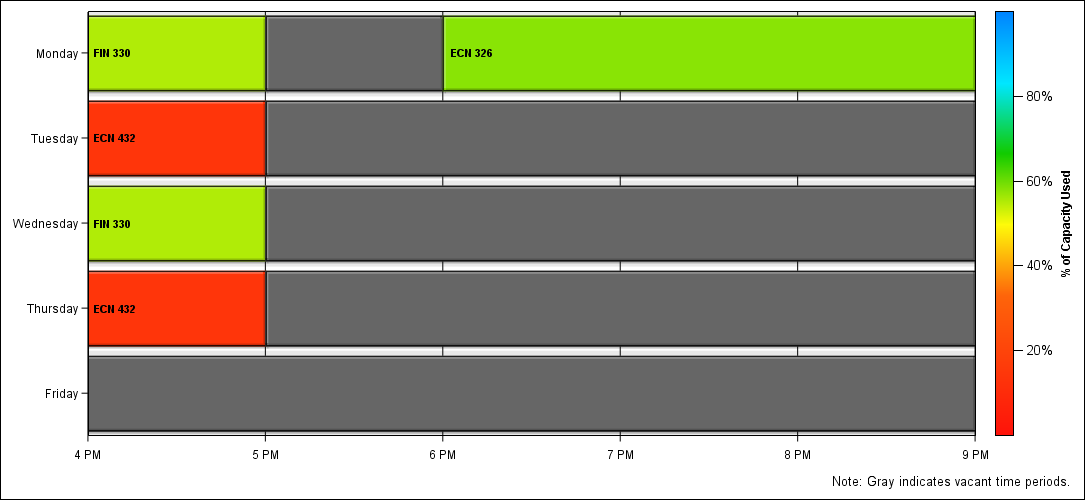 Monday
FIN 330
ECN 326
Tuesday
ECN 432
Wednesday
FIN 330
Thursday
ECN 432
Friday
4 PM
5 PM
6 PM
7 PM
8 PM
9 PM
80%
60%
40%
20%
% of Capacity Used
Note: Gray indicates vacant time periods.